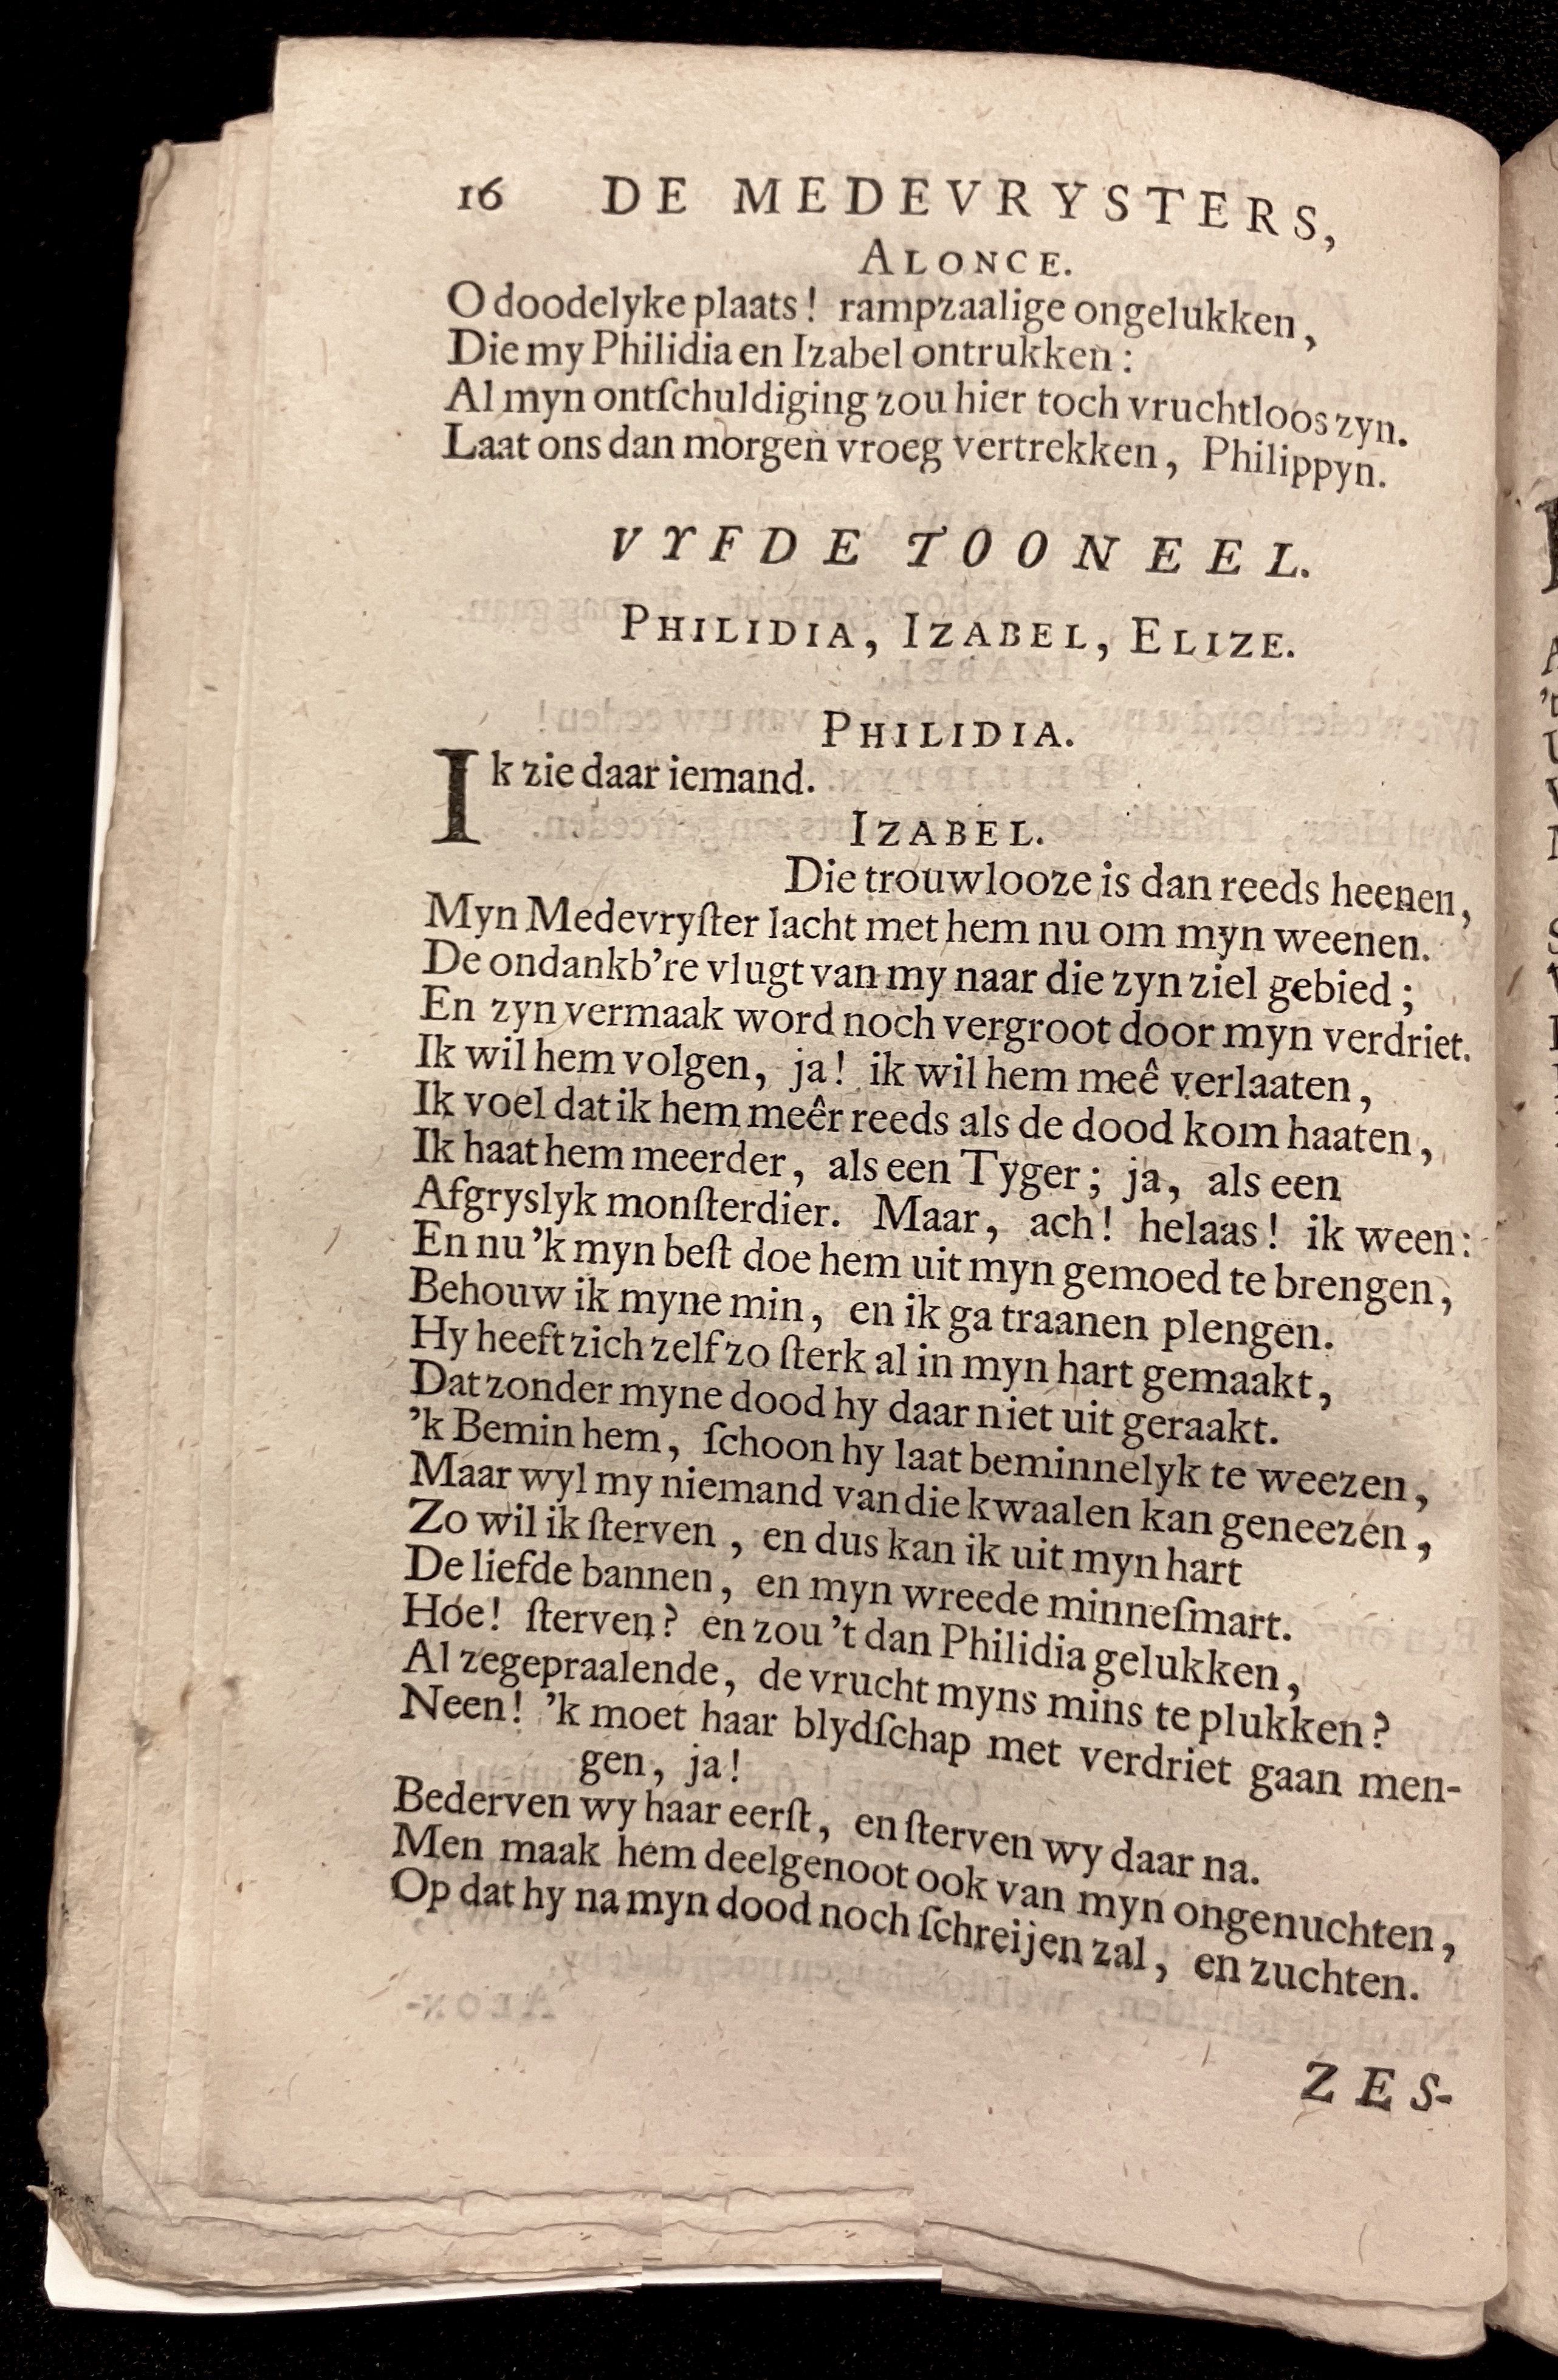 16 DE MEDEVRYSTERS,
ALONCE.
O doodelyke plaats! rampzaalige ongelukken,
Die my Philidia en Izabel ontrukken:
Al myn ontſchuldiging zou hier toch vruchtloos zyn.
Laat ons dan morgen vroeg vertrekken, Philippyn.
VYFDE TOONEEL.
PHILIDIA, IZABEL, ELIZE.
PHILIDIA.
Ik zie daar iemand.
IZABEL.
Die trouwlooze is dan reeds heenen,
Myn Medevryſter lacht met hem nu om myn weenen.
De ondankb're vlugt van my naar die zyn ziel gebied;
En zyn vermaak word noch vergroot door myn verdriet.
Ik wil hem volgen, ja! ik wil hem meê verlaaten,
Ik voel dat ik hem meêr reeds als de dood kom haaten,
Ik haat hem meerder, als een Tyger; ja, als een
Afgryslyk monſterdier. Maar, ach! helaas! ik ween:
En nu 'k myn beſt doe hem uit myn gemoed te brengen,
Behouw ik myne min, en ik ga traanen plengen.
Hy heeft zich zelf zo ſterk al in myn hart gemaakt,
Dat zonder myne dood hy daar niet uit geraakt.
'k Bemin hem, ſchoon hy laat beminnelyk te weezen,
Maar wyl my niemand van die kwaalen kan geneezen,
Zo wil ik ſterven, en dus kan ik uit myn hart
De liefde bannen, en myn wreede minneſmart.
Hoe! ſterven? en zou 't dan Philidia gelukken,
Al zegepraalende, de vrucht myns mins te plukken?
Neen! 'k moet haar blydſchap met verdriet gaan men-
gen, ja!
Bederven wy haar eerſt, en ſterven wy daar na.
Men maak hem deelgenoot ook van myn ongenuchten,
Op dat hy na myn dood noch ſchreijen zal, en zuchten.
ZES-